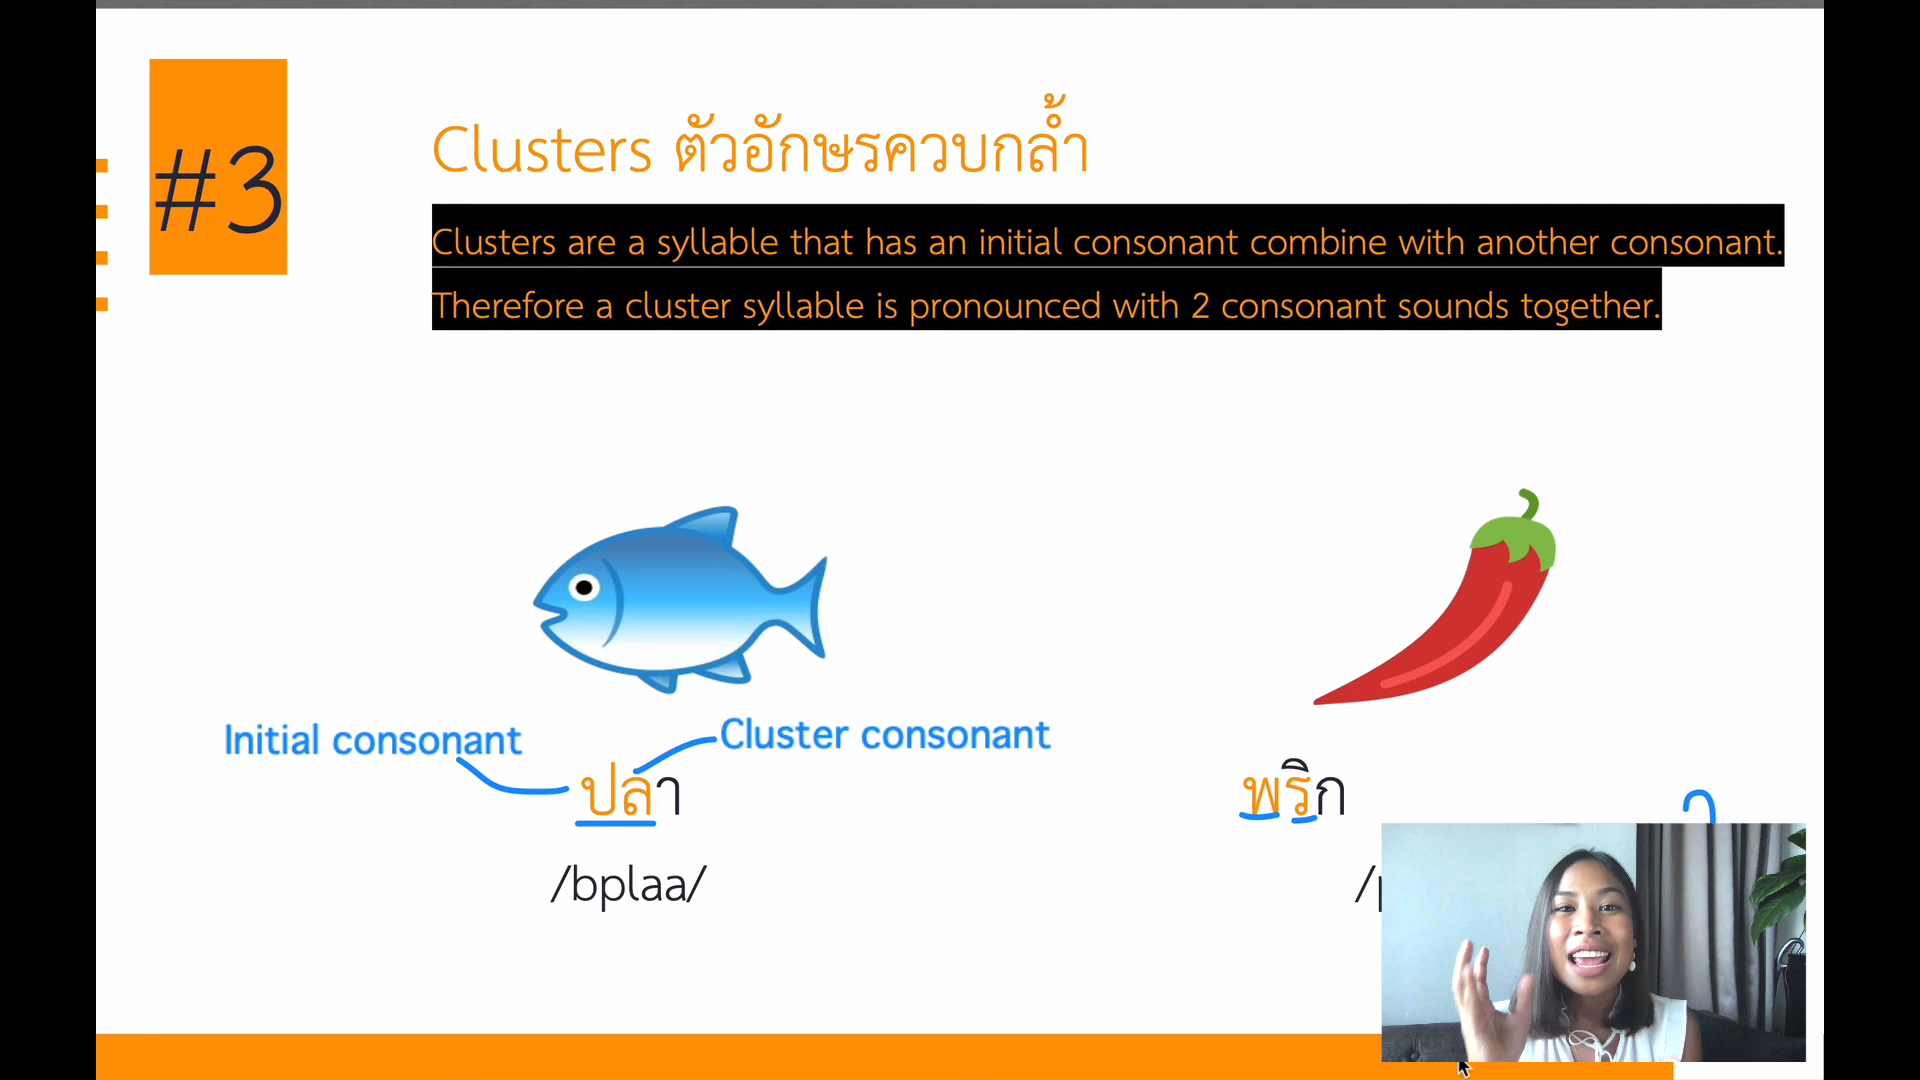 #3
Clusters ตัวอักษรควบกล้ำ
Clusters are a syllable that has an initial consonant combine with another consonant.
Therefore a cluster syllable is pronounced with 2 consonant sounds together.
Initial consonant
Cluster consonant
ปลา
พริก
/bplaa/